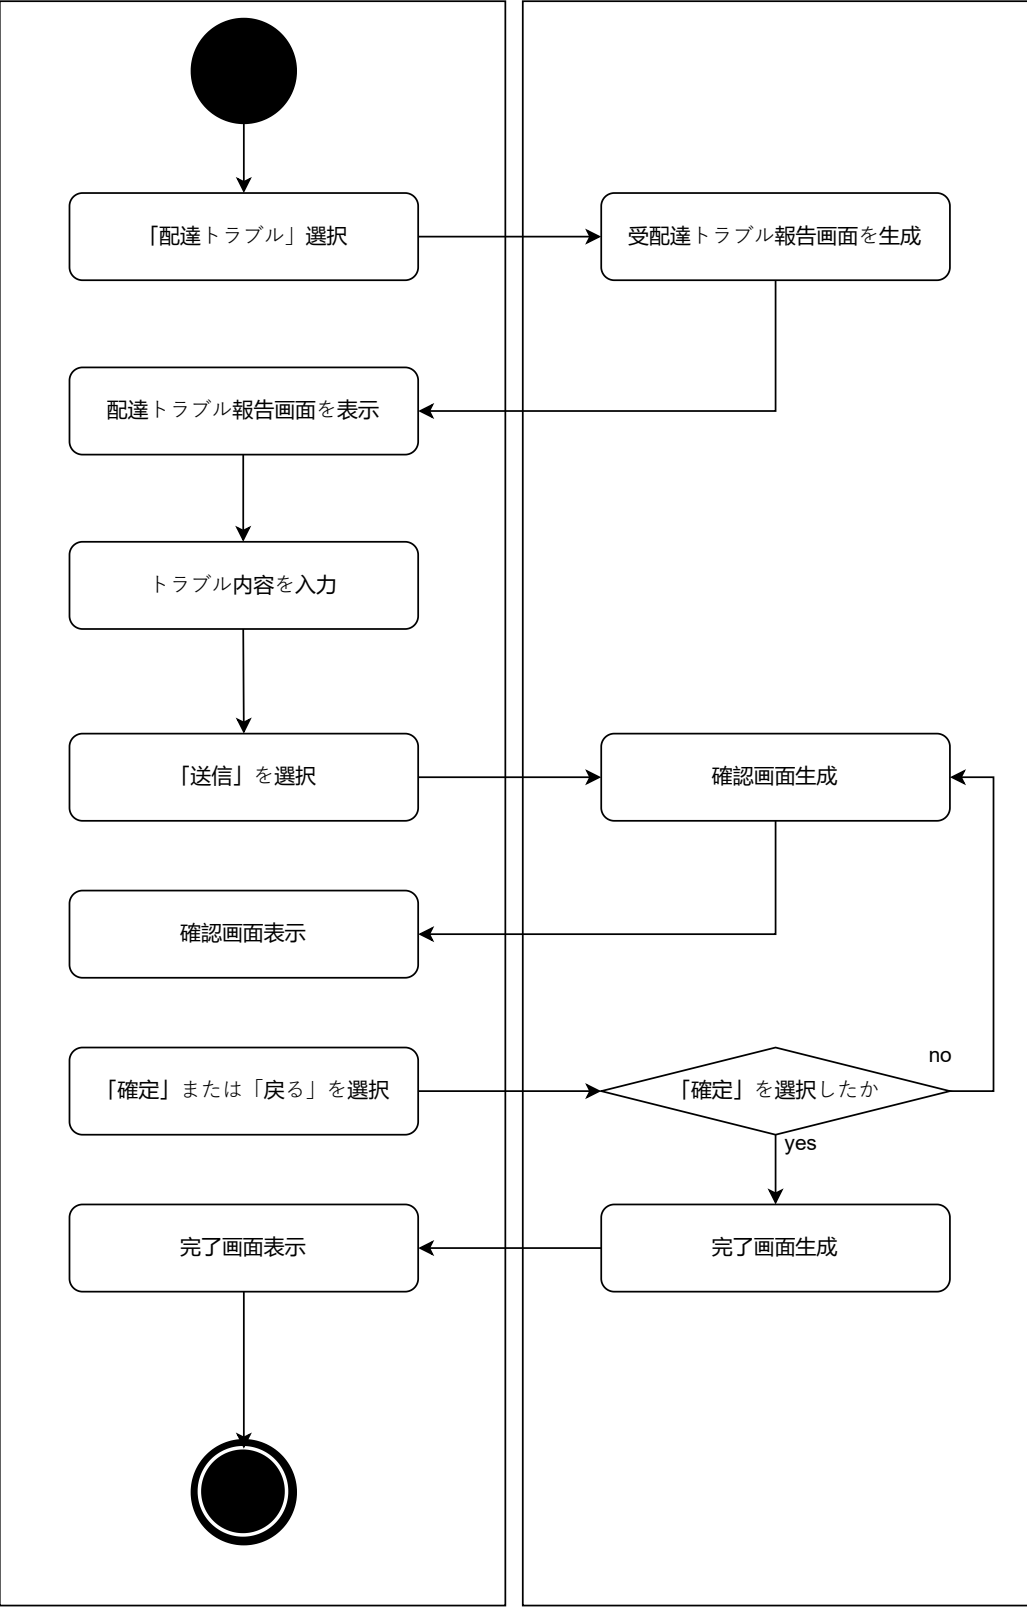 「配達トラブル」選択
受配達トラブル報告画面を生成
配達トラブル報告画面を表示
トラブル内容を入力
「送信」を選択
確認画面生成
確認画面表示
「確定」または「戻る」を選択
「確定」を選択したか
no
yes
完了画面表示
完了画面生成